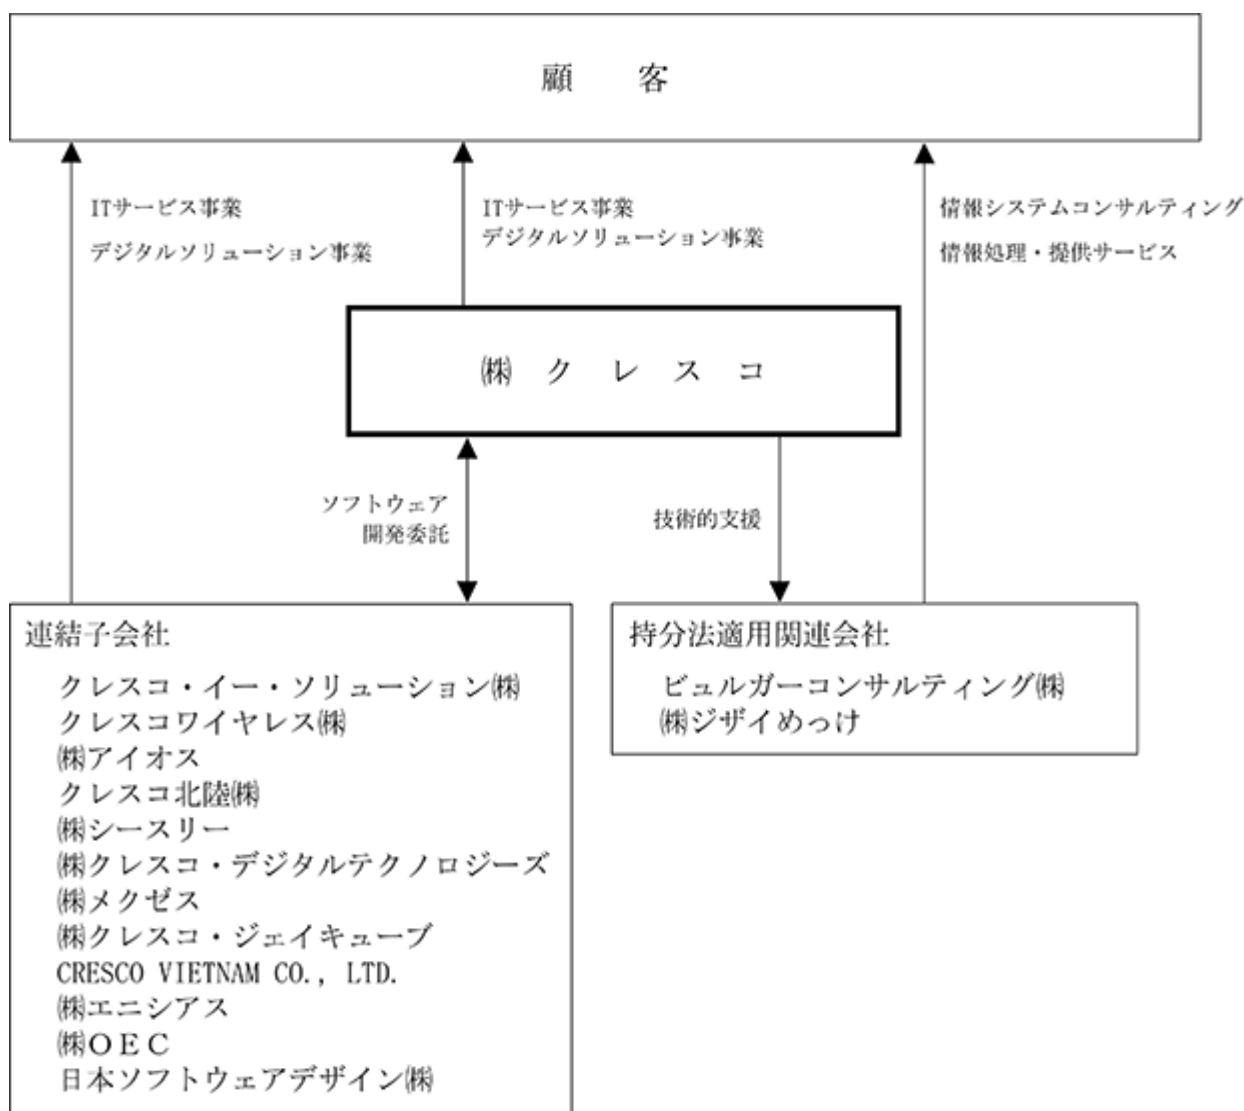 顧 客
ITサービス事業
デジタルソリューション事業
ITサービス事業
デジタルソリューション事業
情報システムコンサルティング
情報処理・提供サービス
㈱ ク レ ス コ
ソフトウェア
開発委託
技術的支援
連結子会社
クレスコ・イー・ソリューション㈱
クレスコワイヤレス㈱
㈱アイオス
クレスコ北陸㈱
㈱シースリー
㈱クレスコ・デジタルテクノロジーズ
㈱メクゼス
㈱クレスコ・ジェイキューブ
CRESCO VIETNAM CO., LTD.
㈱エニシアス
㈱ＯＥＣ
日本ソフトウェアデザイン㈱
持分法適用関連会社
ビュルガーコンサルティング㈱
㈱ジザイめっけ